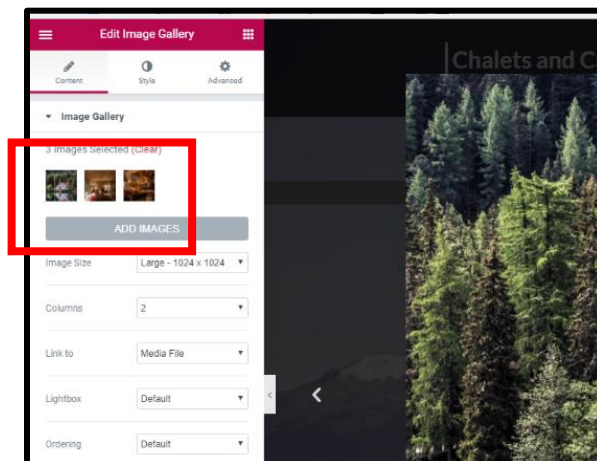 Edit Image Gallery
Content Style Advanced
Image Gallery
3 Images Selected (Clear)
ADD IMAGES
Image Size Large - 1024 x 1024
Columns 2
Link to Media File
Lightbox Default
Ordering Default
Chalets and C